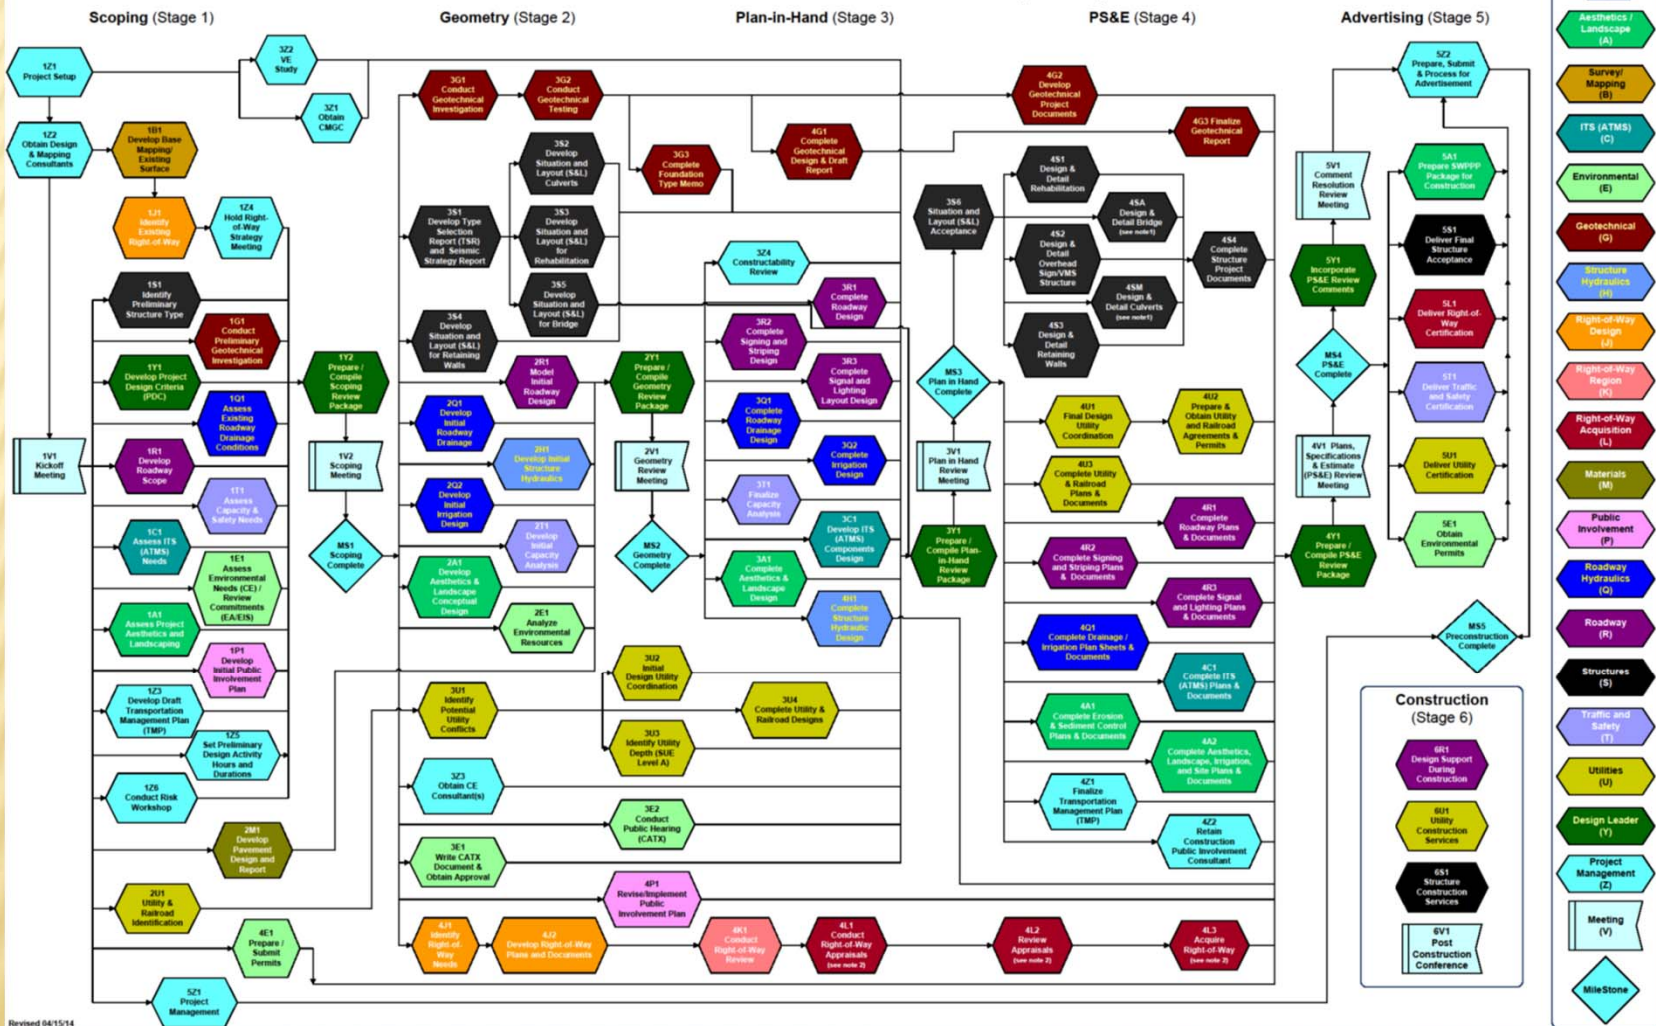 Scoping (Stage 1)
Geometry (Stage 2)
Plan-in-Hand (Stage 3)
PS&E (Stage 4)
Advertising (Stage 5)
1Z1
Project Setup
3Z2
VE
Study
3Z1
Obtain
CMGC
1Z2
Obtain Design
& Mapping
Consultants
1B1
Develop Base
Mapping/
Existing
Surface
1J1
Identify
Existing
Right-of-Way
1Z4
Hold Right-
of-Way
Strategy
Meeting
1S1
Identify
Preliminary
Structure Type
1G1
Conduct
Preliminary
Geotechnical
Investigation
1Y1
Develop Project
Design Criteria
(PDC)
1Q1
Assess
Existing
Roadway
Drainage
Conditions
1V1
Kickoff
Meeting
1R1
Develop
Roadway
Scope
1T1
Assess
Capacity &
Safety Needs
1C1
Assess ITS
(ATMS)
Needs
1E1
Assess
Environmental
Needs (CE) /
Review
Commitments
(EA/EIS)
1A1
Assess Project
Aesthetics and
Landscaping
1P1
Develop
Initial Public
Involvement
Plan
1Z3
Develop Draft
Transportation
Management Plan
(TMP)
1Z5
Set Preliminary
Design Activity
Hours and
Durations
1Z6
Conduct Risk
Workshop
2M1
Develop
Pavement
Design and
Report
2U1
Utility &
Railroad
Identification
4E1
Prepare /
Submit
Permits
5Z1
Project
Management
Revised 04/15/14
1Y2
Prepare /
Compile
Scoping
Review
Package
1V2
Scoping
Meeting
MS1
Scoping
Complete
3G1
Conduct
Geotechnical
Investigation
3G2
Conduct
Geotechnical
Testing
3S2
Develop
Situation and
Layout (S&L)
Culverts
3S1
Develop Type
Selection
Report (TSR)
and Seismic
Strategy Report
3S3
Develop
Situation and
Layout (S&L)
for
Rehabilitation
3S5
Develop
Situation and
Layout (S&L)
for Bridge
3S4
Develop
Situation and
Layout (S&L)
for Retaining
Walls
2R1
Model
Initial
Roadway
Design
2Q1
Develop
Initial
Roadway
Drainage
2H1
Develop Initial
Structure
Hydraulics
2Q2
Develop
Initial
Irrigation
Design
2T1
Develop
Initial
Capacity
Analysis
2A1
Develop
Aesthetics &
Landscape
Conceptual
Design
2E1
Analyze
Environmental
Resources
3U1
Identify
Potential
Utility
Conflicts
3U2
Initial
Design Utility
Coordination
3U3
Identify Utility
Depth (SUE
Level A)
3U4
Complete Utility &
Railroad Designs
3Z3
Obtain CE
Consultant(s)
3E2
Conduct
Public Hearing
(CATX)
3E1
Write CATX
Document &
Obtain Approval
4P1
Revise/Implement
Public
Involvement Plan
4J1
Identify
Right-of-
Way
Needs
4J2
Develop Right-of-Way
Plans and Documents
4K1
Conduct
Right-of-Way
Review
4L1
Conduct
Right-of-Way
Appraisals
(see note 2)
4L2
Review
Appraisals
(see note 2)
4L3
Acquire
Right-of-Way
(see note 2)
3G3
Complete
Foundation
Type Memo
4G1
Complete
Geotechnical
Design & Draft
Report
2Y1
Prepare /
Compile
Geometry
Review
Package
2V1
Geometry
Review
Meeting
MS2
Geometry
Complete
3Z4
Constructability
Review
3R1
Complete
Roadway
Design
3R2
Complete
Signing and
Striping
Design
3R3
Complete
Signal and
Lighting
Layout Design
3Q1
Complete
Roadway
Drainage
Design
3Q2
Complete
Irrigation
Design
3T1
Finalize
Capacity
Analysis
3C1
Develop ITS
(ATMS)
Components
Design
3A1
Complete
Aesthetics &
Landscape
Design
4H1
Complete
Structure
Hydraulic
Design
3S6
Situation and
Layout (S&L)
Acceptance
MS3
Plan in Hand
Complete
3V1
Plan in Hand
Review
Meeting
3Y1
Prepare /
Compile Plan-
in-Hand
Review
Package
4G2
Develop
Geotechnical
Project
Documents
4G3 Finalize
Geotechnical
Report
4S1
Design &
Detail
Rehabilitation
4SA
Design &
Detail Bridge
(see note1)
4S2
Design &
Detail
Overhead
Sign/VMS
Structure
4S4
Complete
Structure
Project
Documents
4SM
Design &
Detail Culverts
(see note1)
4S3
Design &
Detail
Retaining
Walls
4U1
Final Design
Utility
Coordination
4U2
Prepare &
Obtain Utility
and Railroad
Agreements &
Permits
4U3
Complete Utility
& Railroad
Plans &
Documents
4R1
Complete
Roadway Plans
& Documents
4R2
Complete Signing
and Striping Plans
& Documents
4R3
Complete Signal
and Lighting Plans
& Documents
4Q1
Complete Drainage /
Irrigation Plan Sheets &
Documents
4C1
Complete ITS
(ATMS) Plans &
Documents
4A1
Complete Erosion
& Sediment Control
Plans & Documents
4A2
Complete Aesthetics,
Landscape, Irrigation,
and Site Plans &
Documents
4Z1
Finalize
Transportation
Management Plan
(TMP)
4Z2
Retain
Construction
Public Involvement
Consultant
5Z2
Prepare, Submit
& Process for
Advertisement
5V1
Comment
Resolution
Review
Meeting
5Y1
Incorporate
PS&E Review
Comments
MS4
PS&E
Complete
4V1 Plans,
Specifications
& Estimate
(PS&E) Review
Meeting
4Y1
Prepare /
Compile PS&E
Review
Package
5A1
Prepare SWPPP
Package for
Construction
5S1
Deliver Final
Structure
Acceptance
5L1
Deliver Right-of-
Way
Certification
5T1
Deliver Traffic
and Safety
Certification
5U1
Deliver Utility
Certification
5E1
Obtain
Environmental
Permits
MS5
Preconstruction
Complete
Construction
(Stage 6)
6R1
Design Support
During
Construction
6U1
Utility
Construction
Services
6S1
Structure
Construction
Services
6V1
Post
Construction
Conference
Aesthetics /
Landscape
(A)
Survey/
Mapping
(B)
ITS (ATMS)
(C)
Environmental
(E)
Geotechnical
(G)
Structure
Hydraulics
(H)
Right-of-Way
Design
(J)
Right-of-Way
Region
(K)
Right-of-Way
Acquisition
(L)
Materials
(M)
Public
Involvement
(P)
Roadway
Hydraulics
(Q)
Roadway
(R)
Structures
(S)
Traffic and
Safety
(T)
Utilities
(U)
Design Leader
(Y)
Project
Management
(Z)
Meeting
(V)
MileStone